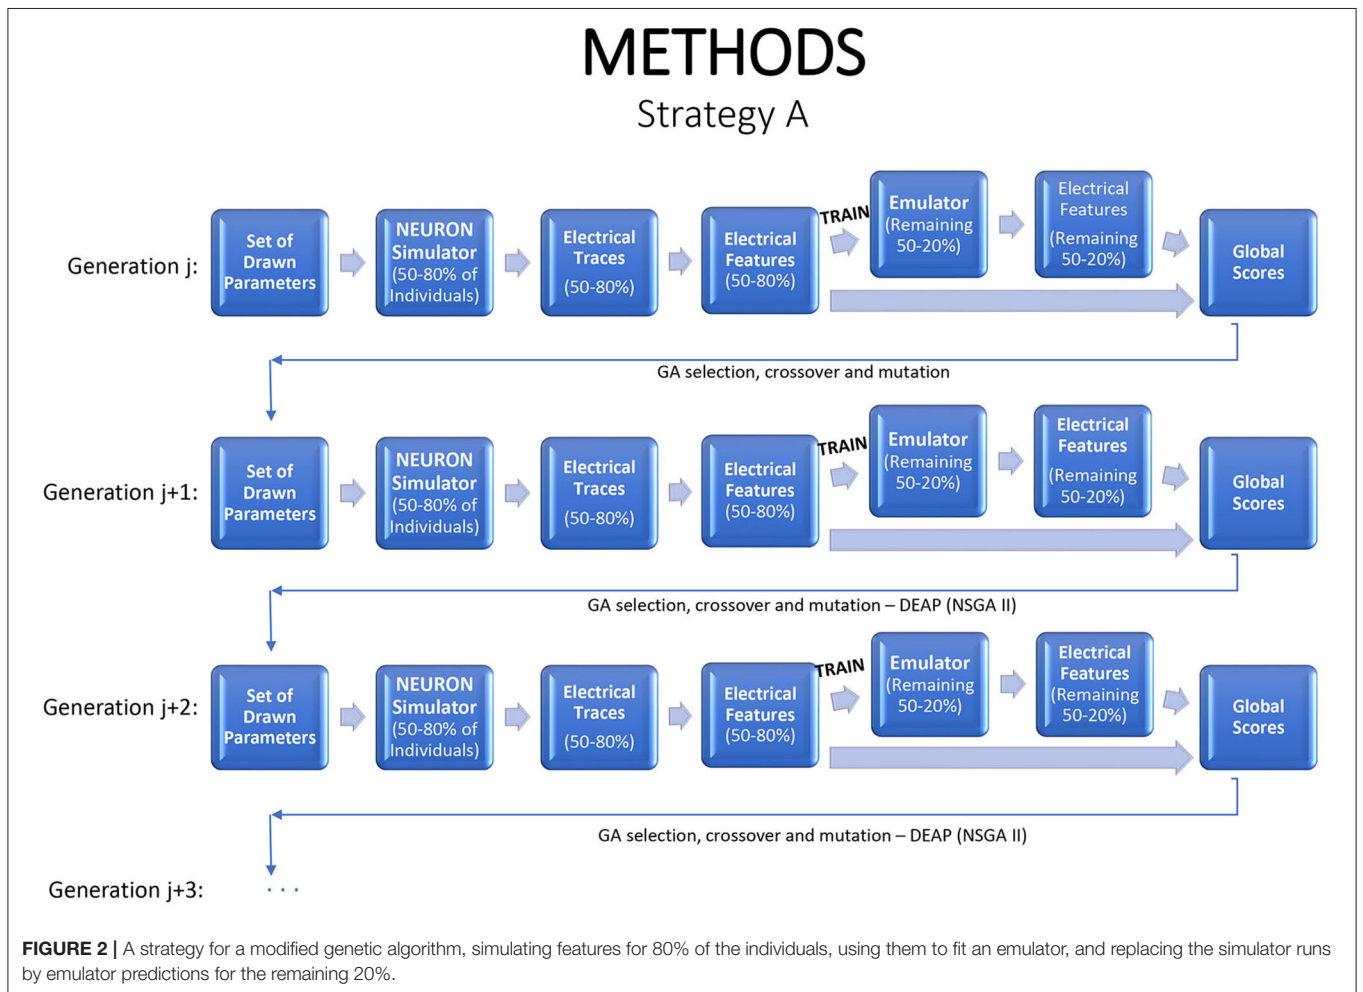 METHODS
Strategy A
Generation j:
Set of
Drawn
Parameters
NEURON
Simulator
(50-80% of
Individuals)
Electrical
Traces
(50-80%)
Electrical
Features
(50-80%)
TRAIN
Emulator
(Remaining
50-20%)
Electrical
Features
(Remaining
50-20%)
Global
Scores
GA selection, crossover and mutation
Generation j+1:
Set of
Drawn
Parameters
NEURON
Simulator
(50-80% of
Individuals)
Electrical
Traces
(50-80%)
Electrical
Features
(50-80%)
TRAIN
Emulator
(Remaining
50-20%)
Electrical
Features
(Remaining
50-20%)
Global
Scores
GA selection, crossover and mutation – DEAP (NSGA II)
Generation j+2:
Set of
Drawn
Parameters
NEURON
Simulator
(50-80% of
Individuals)
Electrical
Traces
(50-80%)
Electrical
Features
(50-80%)
TRAIN
Emulator
(Remaining
50-20%)
Electrical
Features
(Remaining
50-20%)
Global
Scores
GA selection, crossover and mutation – DEAP (NSGA II)
Generation j+3:
· · ·
FIGURE 2 | A strategy for a modified genetic algorithm, simulating features for 80% of the individuals, using them to fit an emulator, and replacing the simulator runs
by emulator predictions for the remaining 20%.